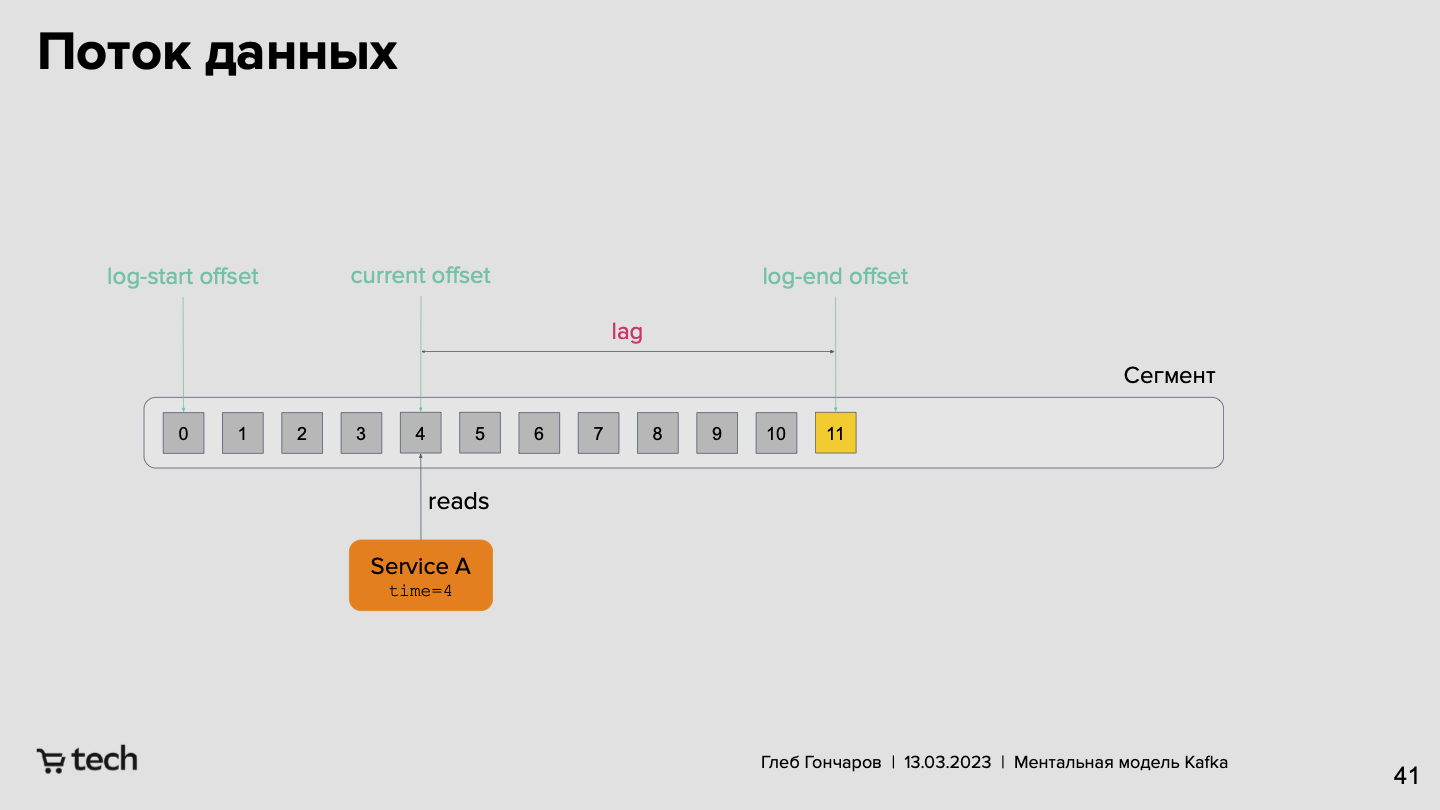 Поток данных
log-start offset
current offset
log-end offset
lag
Сегмент
0 1 2 3 4 5 6 7 8 9 10 11
reads
Service A
time=4
tech
Глеб Гончаров | 13.03.2023 | Ментальная модель Kafka
41